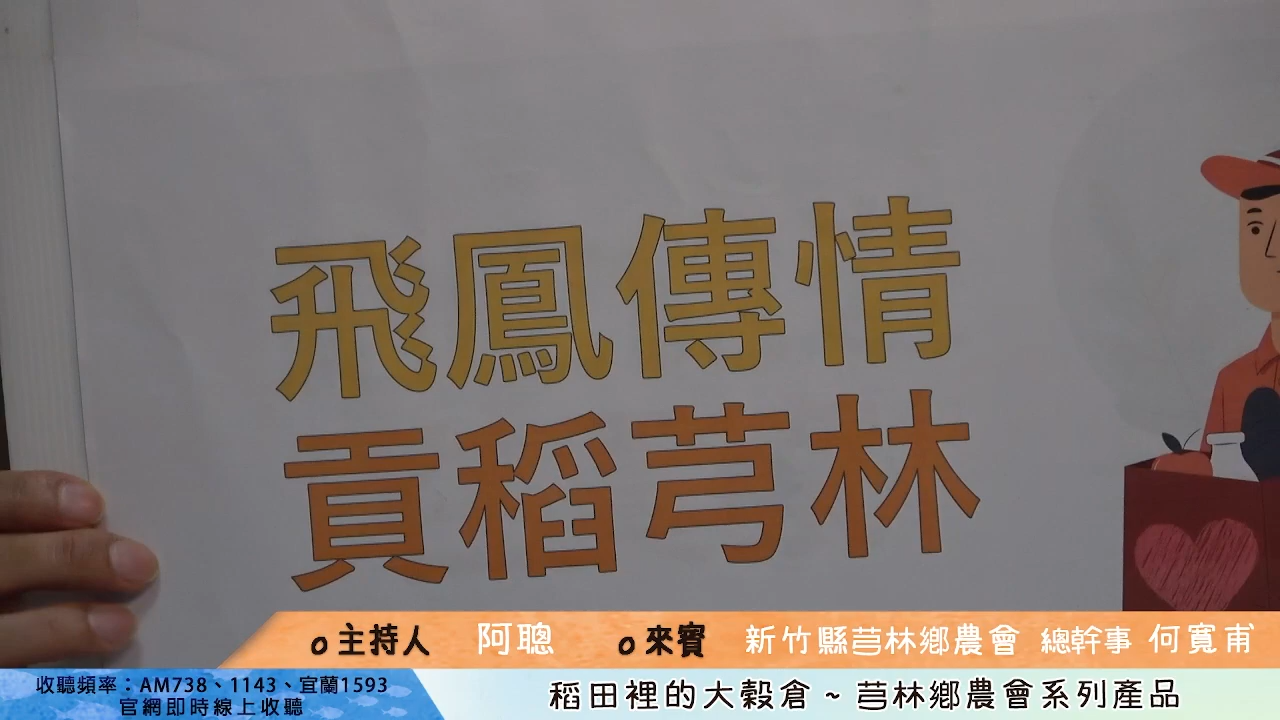 飛鳳傳情
貢稻芎林
主持人 阿聰 來賓 新竹縣芎林鄉農會 總幹事 何寬甫
收聽頻率：AM738、1143、宜蘭1593
官網即時線上收聽
稻田裡的大穀倉～芎林鄉農會系列產品